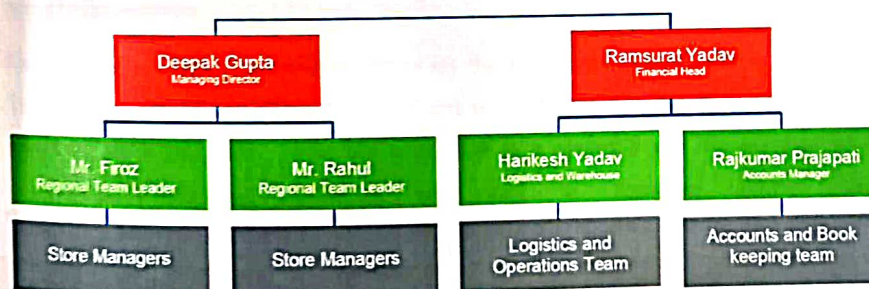 Deepak Gupta
Managing Director
Ramsurat Yadav
Financial Head
Mr. Firoz
Regional Team Leader
Mr. Rahul
Regional Team Leader
Harikesh Yadav
Logistics and Warehouse
Rajkumar Prajapati
Accounts Manager
Store Managers
Store Managers
Logistics and
Operations Team
Accounts and Book
keeping team